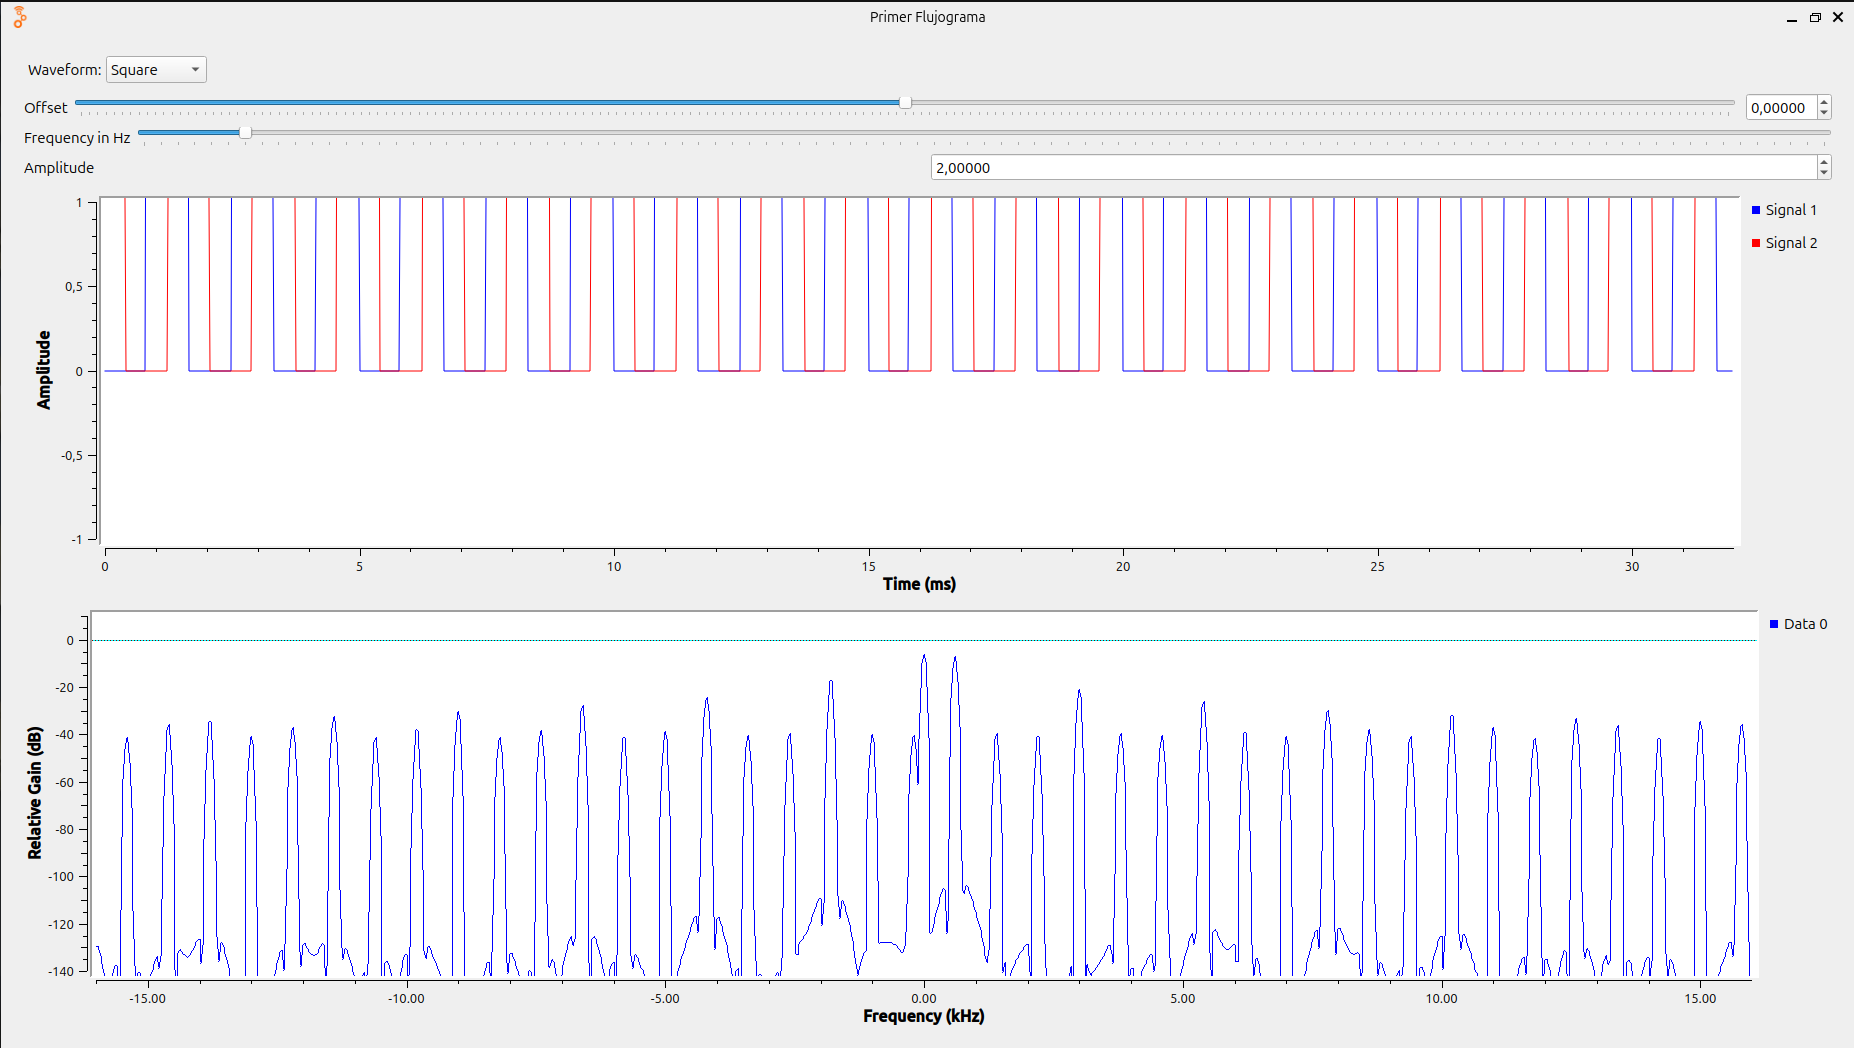 Primer Flujograma
Waveform: Square
Offset 0,00000
Frequency in Hz
Amplitude 2,00000
1
0,5
0
-0,5
-1
Amplitude
Signal 1
Signal 2
0 5 10 15 20 25 30
Time (ms)
0
-20
-40
-60
-80
-100
-120
-140
Relative Gain (dB)
Data 0
-15.00 -10.00 -5.00 0.00 5.00 10.00 15.00
Frequency (kHz)